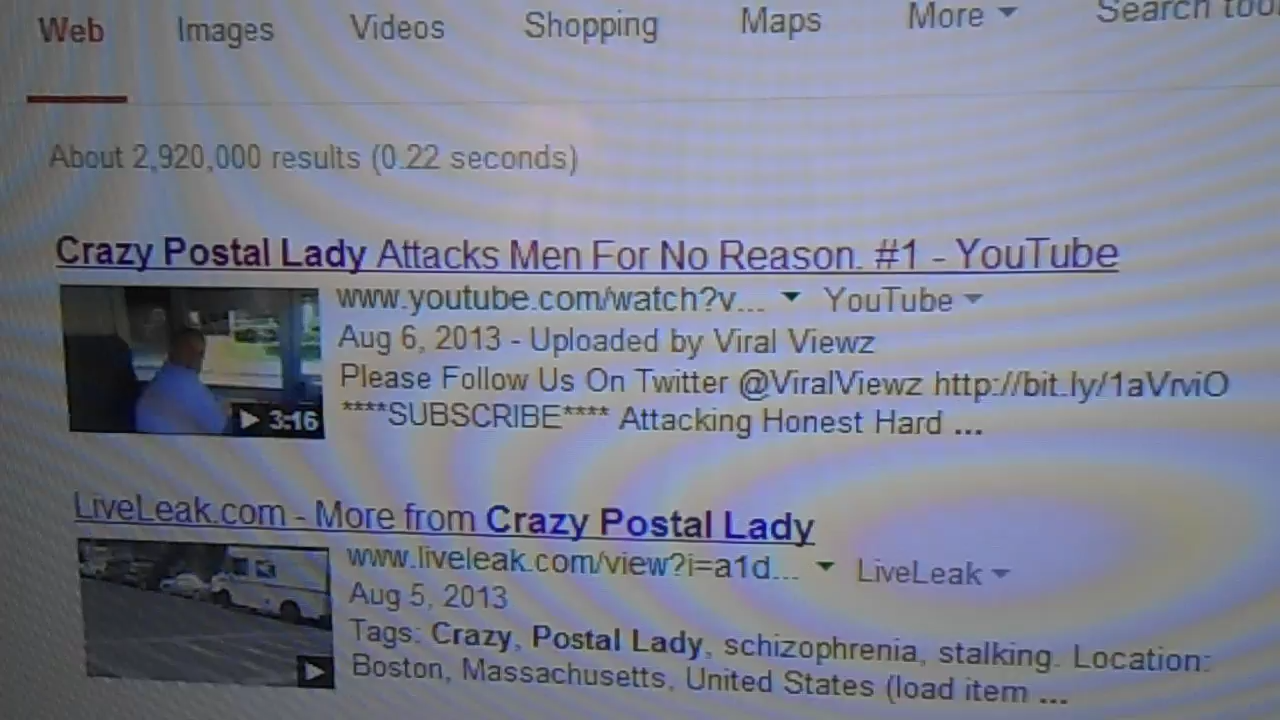 Web Images Videos Shopping Maps More Search
About 2,920,000 results (0.22 seconds)
Crazy Postal Lady Attacks Men For No Reason. #1 - YouTube
www.youtube.com/watch?v... YouTube
Aug 6, 2013 - Uploaded by Viral Viewz
Please Follow Us On Twitter @ViralViewz http://bit.ly/1aVrviO
3:16
****SUBSCRIBE**** Attacking Honest Hard ...
LiveLeak.com - More from Crazy Postal Lady
www.liveleak.com/view?i=a1d... LiveLeak
Aug 5, 2013
Tags: Crazy, Postal Lady, schizophrenia, stalking. Location:
Boston, Massachusetts, United States (load item ...